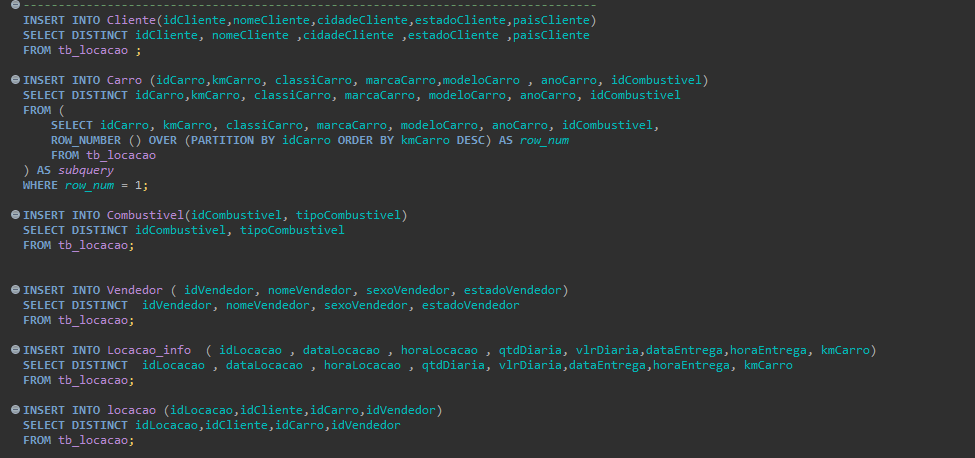 ----------------------------------------------------------------------------------
INSERT INTO Cliente(idCliente,nomeCliente,cidadeCliente,estadoCliente,paisCliente)
SELECT DISTINCT idCliente, nomeCliente ,cidadeCliente ,estadoCliente ,paisCliente
FROM tb_locacao ;
INSERT INTO Carro (idCarro,kmCarro, classiCarro, marcaCarro,modeloCarro , anoCarro, idCombustivel)
SELECT DISTINCT idCarro,kmCarro, classiCarro, marcaCarro, modeloCarro, anoCarro, idCombustivel
FROM (
    SELECT idCarro, kmCarro, classiCarro, marcaCarro, modeloCarro, anoCarro, idCombustivel,
    ROW_NUMBER () OVER (PARTITION BY idCarro ORDER BY kmCarro DESC) AS row_num
    FROM tb_locacao
) AS subquery
WHERE row_num = 1;
INSERT INTO Combustivel(idCombustivel, tipoCombustivel)
SELECT DISTINCT idCombustivel, tipoCombustivel
FROM tb_locacao;
INSERT INTO Vendedor ( idVendedor, nomeVendedor, sexoVendedor, estadoVendedor)
SELECT DISTINCT  idVendedor, nomeVendedor, sexoVendedor, estadoVendedor
FROM tb_locacao;
INSERT INTO Locacao_info  ( idLocacao , dataLocacao , horaLocacao , qtdDiaria, vlrDiaria,dataEntrega,horaEntrega, kmCarro)
SELECT DISTINCT  idLocacao , dataLocacao , horaLocacao , qtdDiaria, vlrDiaria,dataEntrega,horaEntrega, kmCarro
FROM tb_locacao;
INSERT INTO locacao (idLocacao,idCliente,idCarro,idVendedor)
SELECT DISTINCT idLocacao,idCliente,idCarro,idVendedor
FROM tb_locacao;